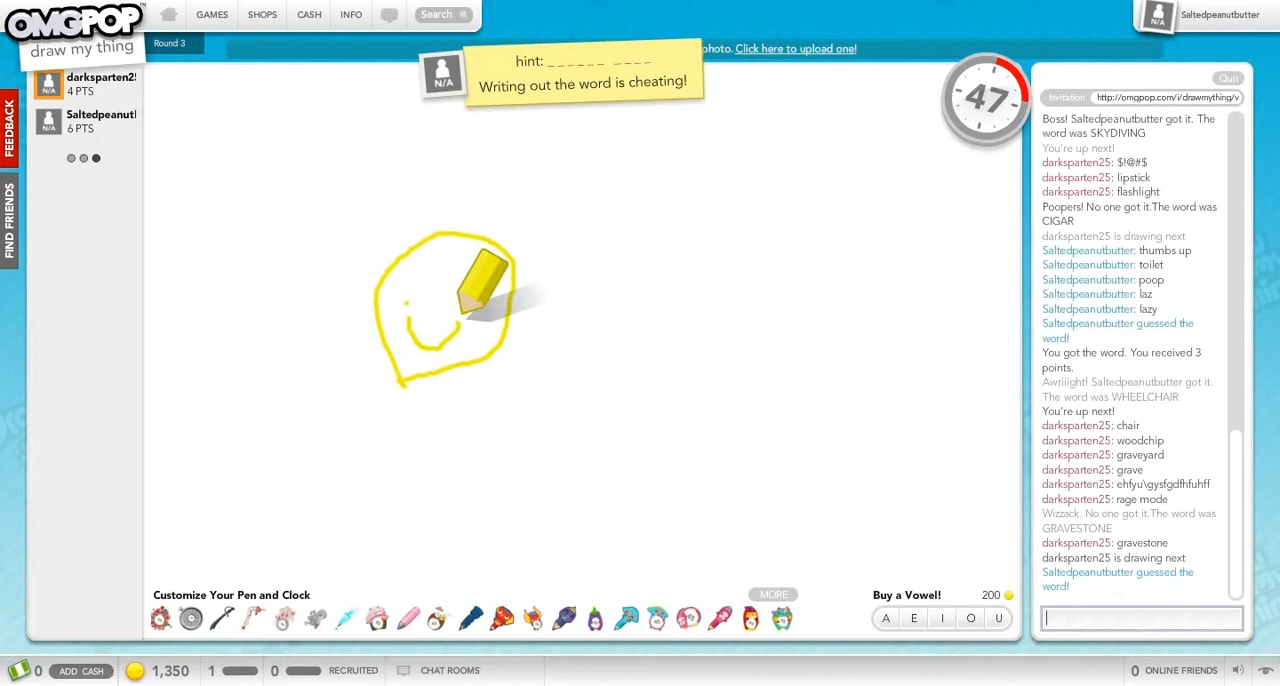 OMGPOP
draw my thing
GAMES
SHOPS
CASH
INFO
Search
N/A
Saltedpeanutbutter
Round 3
photo. Click here to upload one!
N/A
hint: _ _ _ _ _ _  _ _ _ _
Writing out the word is cheating!
47
FEEDBACK
FIND FRIENDS
N/A
darksparten25
4 PTS
N/A
Saltedpeanutl
6 PTS
Quit
Invitation http://omgpop.com/i/drawmything/v
Boss! Saltedpeanutbutter got it. The
word was SKYDIVING
You're up next!
darksparten25: $!@#$
darksparten25: lipstick
darksparten25: flashlight
Poopers! No one got it.The word was
CIGAR
darksparten25 is drawing next
Saltedpeanutbutter: thumbs up
Saltedpeanutbutter: toilet
Saltedpeanutbutter: poop
Saltedpeanutbutter: laz
Saltedpeanutbutter: lazy
Saltedpeanutbutter guessed the
word!
You got the word. You received 3
points.
Awriiight! Saltedpeanutbutter got it.
The word was WHEELCHAIR
You're up next!
darksparten25: chair
darksparten25: woodchip
darksparten25: graveyard
darksparten25: grave
darksparten25: ehfyu\gysfgdfhfuhff
darksparten25: rage mode
Wizzack. No one got it.The word was
GRAVESTONE
darksparten25: gravestone
darksparten25 is drawing next
Saltedpeanutbutter guessed the
word!
Customize Your Pen and Clock
MORE
Buy a Vowel!
200
A E I O U
0
ADD CASH
1,350
1
0
RECRUITED
CHAT ROOMS
0 ONLINE FRIENDS